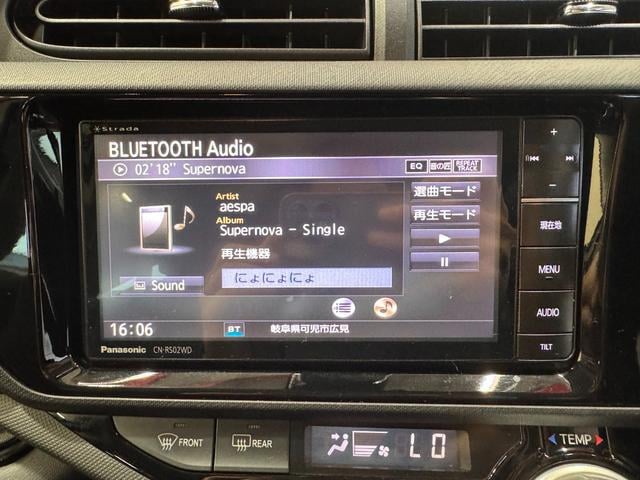 Strada
BLUETOOTH Audio
02'18" Supernova
EQ 音の匠 REPEAT TRACK
Artist
aespa
Album
Supernova - Single
再生機器
にょにょにょ
Sound
選曲モード
再生モード
16:06
BT
岐阜県可児市広見
Panasonic CN-RS02WD
+
-
現在地
MENU
AUDIO
TILT
FRONT
REAR
LO
TEMP